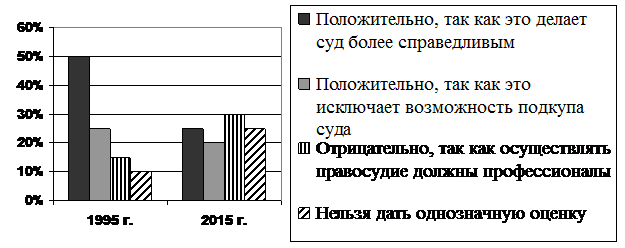 60%
50%
40%
30%
20%
10%
0%
1995 г.
2015 г.
Положительно, так как это делает
суд более справедливым
Положительно, так как это
исключает возможность подкупа
суда
Отрицательно, так как осуществлять
правосудие должны профессионалы
Нельзя дать однозначную оценку